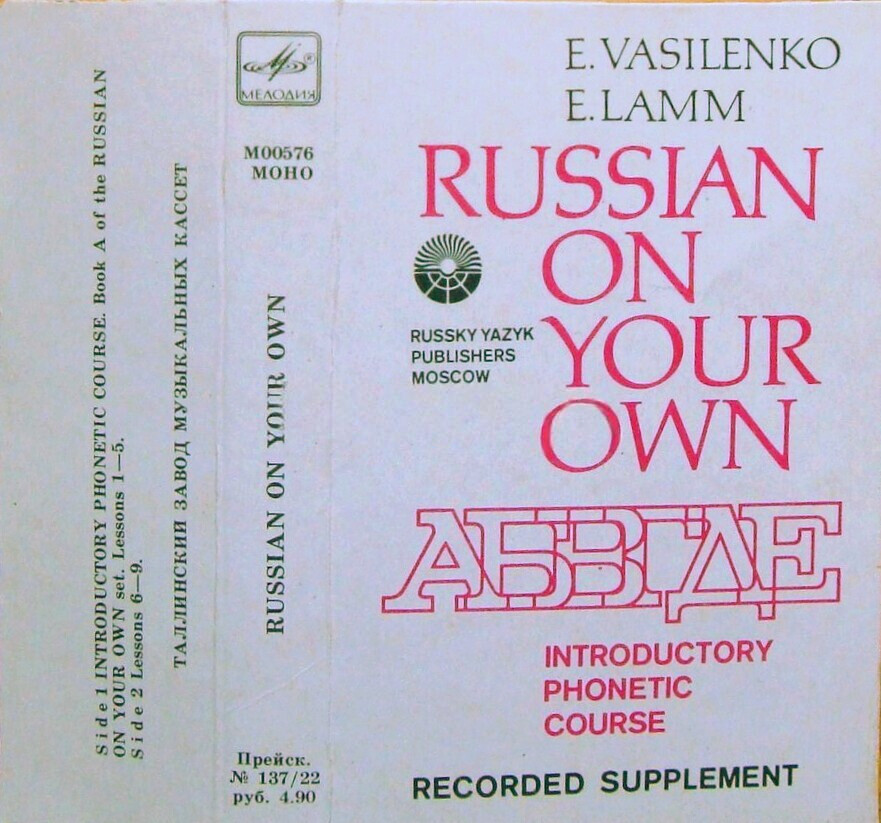 Side 1 INTRODUCTORY PHONETIC COURSE. Book A of the RUSSIAN
ON YOUR OWN set. Lessons 1—5.
Side 2 Lessons 6—9.
ТАЛЛИНСКИЙ ЗАВОД МУЗЫКАЛЬНЫХ КАССЕТ
МЕЛОДИЯ
М00576
МОНО
RUSSIAN ON YOUR OWN
Прейск.
№ 137/22
руб. 4.90
E. VASILENKO
E. LAMM
RUSSIAN
ON
YOUR
OWN
RUSSKY YAZYK
PUBLISHERS
MOSCOW
АБВГДЕ
INTRODUCTORY
PHONETIC
COURSE
RECORDED SUPPLEMENT